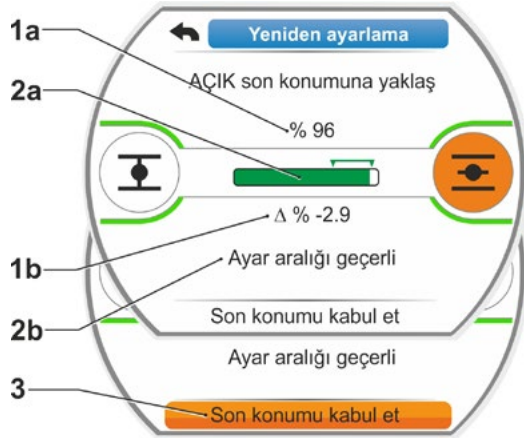 1a
Yeniden ayarlama
AÇIK son konumuna yaklaş
2a
% 96
Δ % -2.9
1b
Ayar aralığı geçerli
2b
Son konumu kabul et
Ayar aralığı geçerli
3
Son konumu kabul et